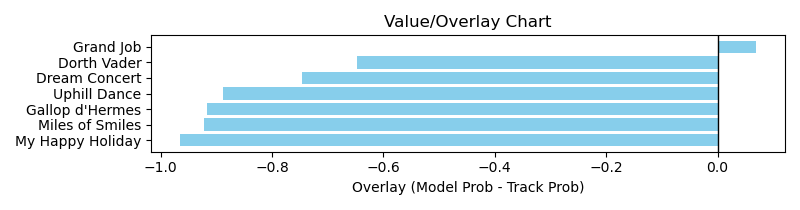 Value/Overlay Chart
Grand Job
Dorth Vader
Dream Concert
Uphill Dance
Gallop d'Hermes
Miles of Smiles
My Happy Holiday
−1.0 −0.8 −0.6 −0.4 −0.2 0.0
Overlay (Model Prob - Track Prob)